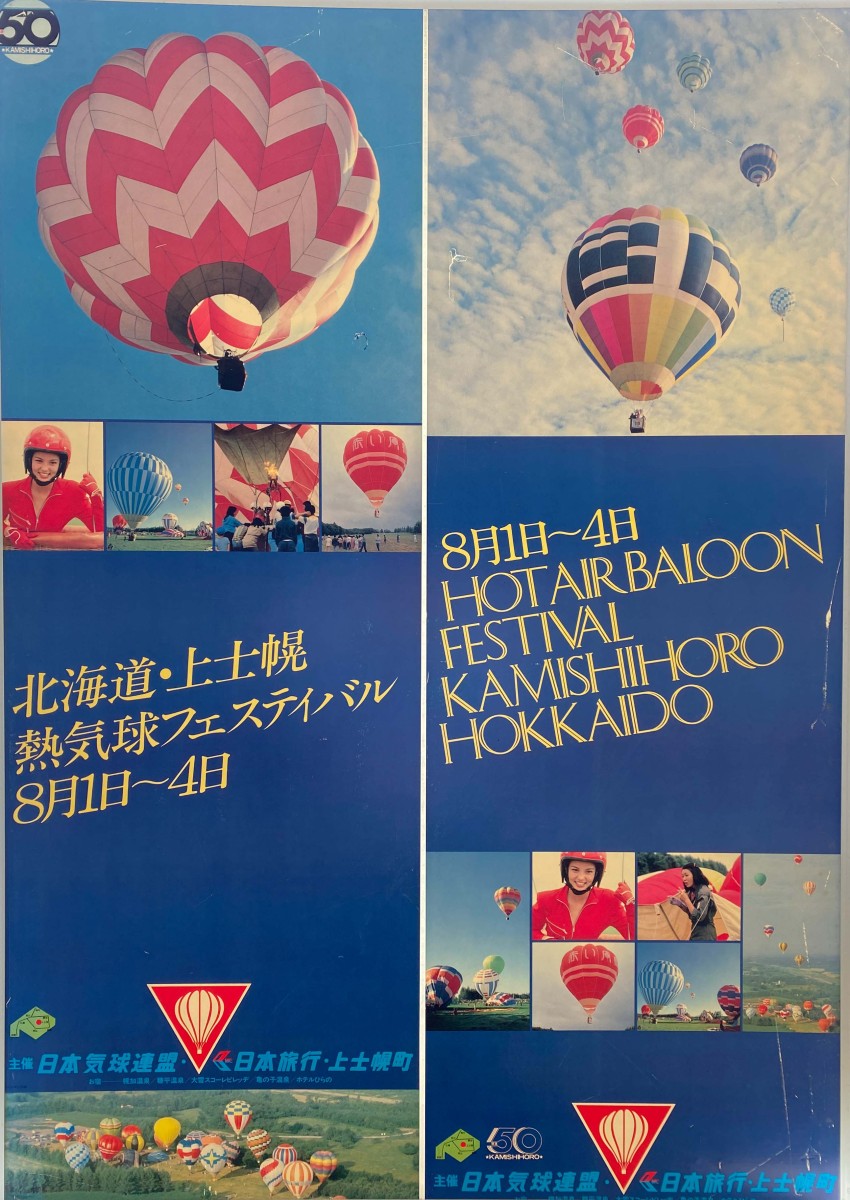 50
★KAMISHIHORO★
赤い風
北海道・上士幌
熱気球フェスティバル
8月1日〜4日
主催 日本気球連盟・日本旅行・上士幌町
8月1日〜4日
HOT AIR BALOON
FESTIVAL
KAMISHIHORO
HOKKAIDO
50
★KAMISHIHORO★
主催 日本気球連盟・日本旅行・上士幌町